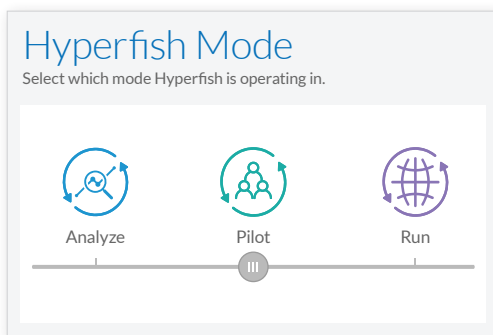 Hyperfish Mode
Select which mode Hyperfish is operating in.
Analyze Pilot Run